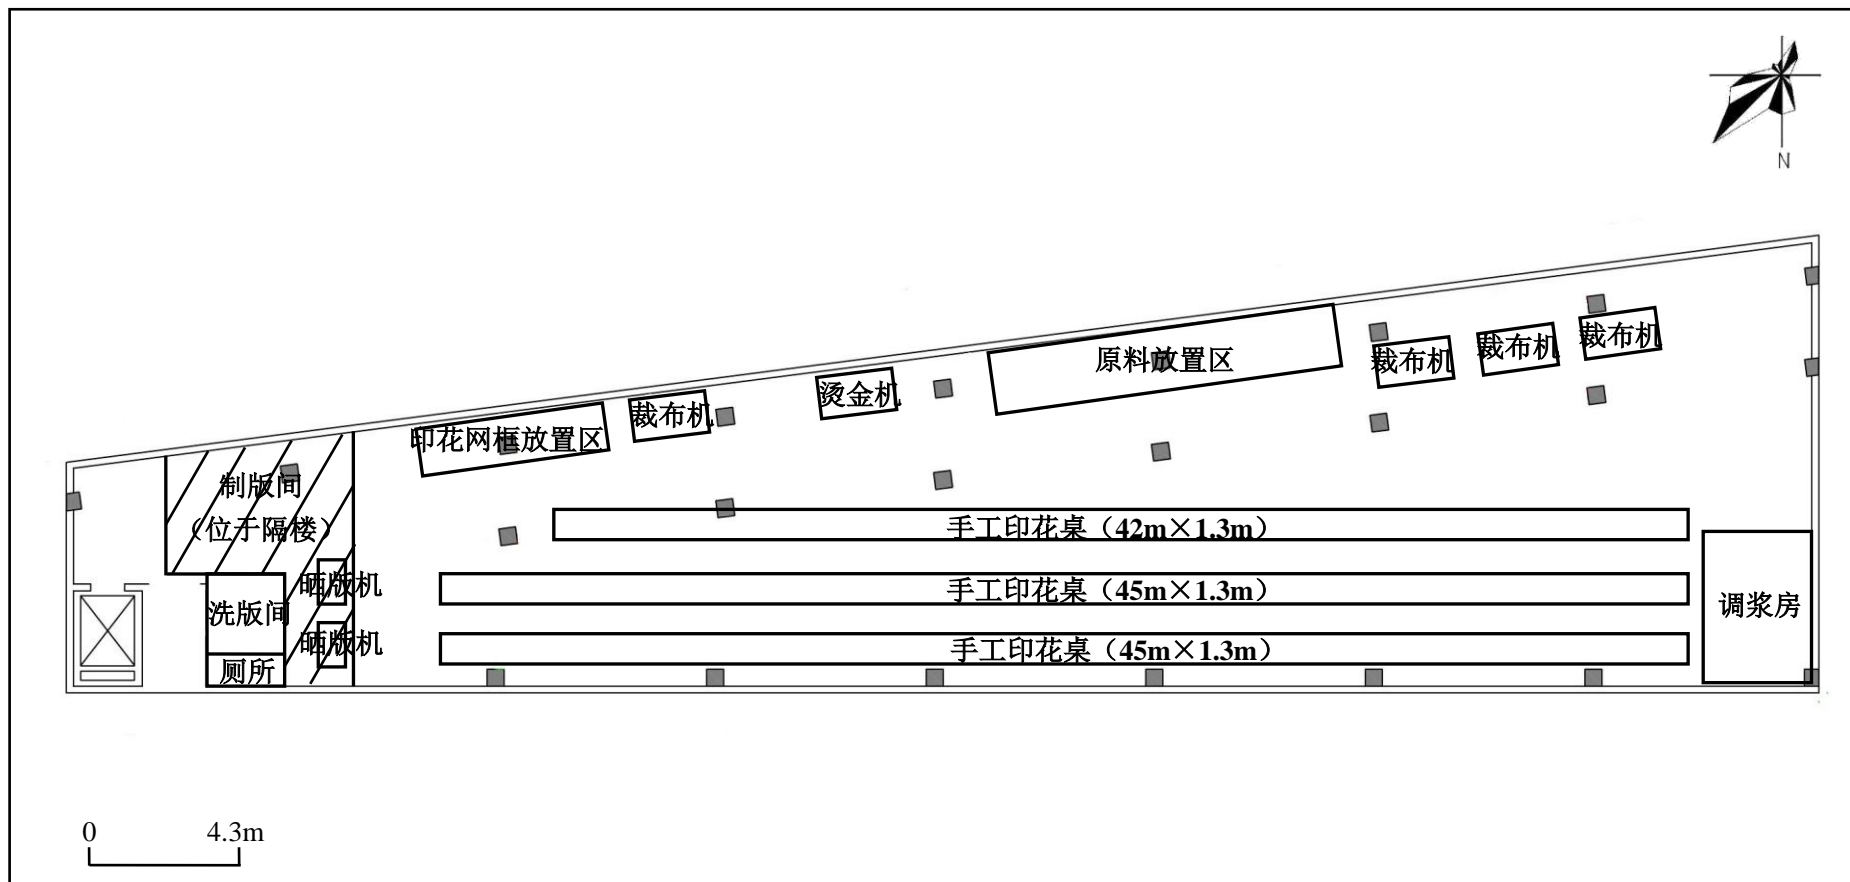 N
裁布机
裁布机
裁布机
原料放置区
烫金机
裁布机
印花网框放置区
制版间
（位于隔楼）
手工印花桌（42m×1.3m）
晒版机
手工印花桌（45m×1.3m）
洗版间
调浆房
晒版机
手工印花桌（45m×1.3m）
厕所
0 4.3m